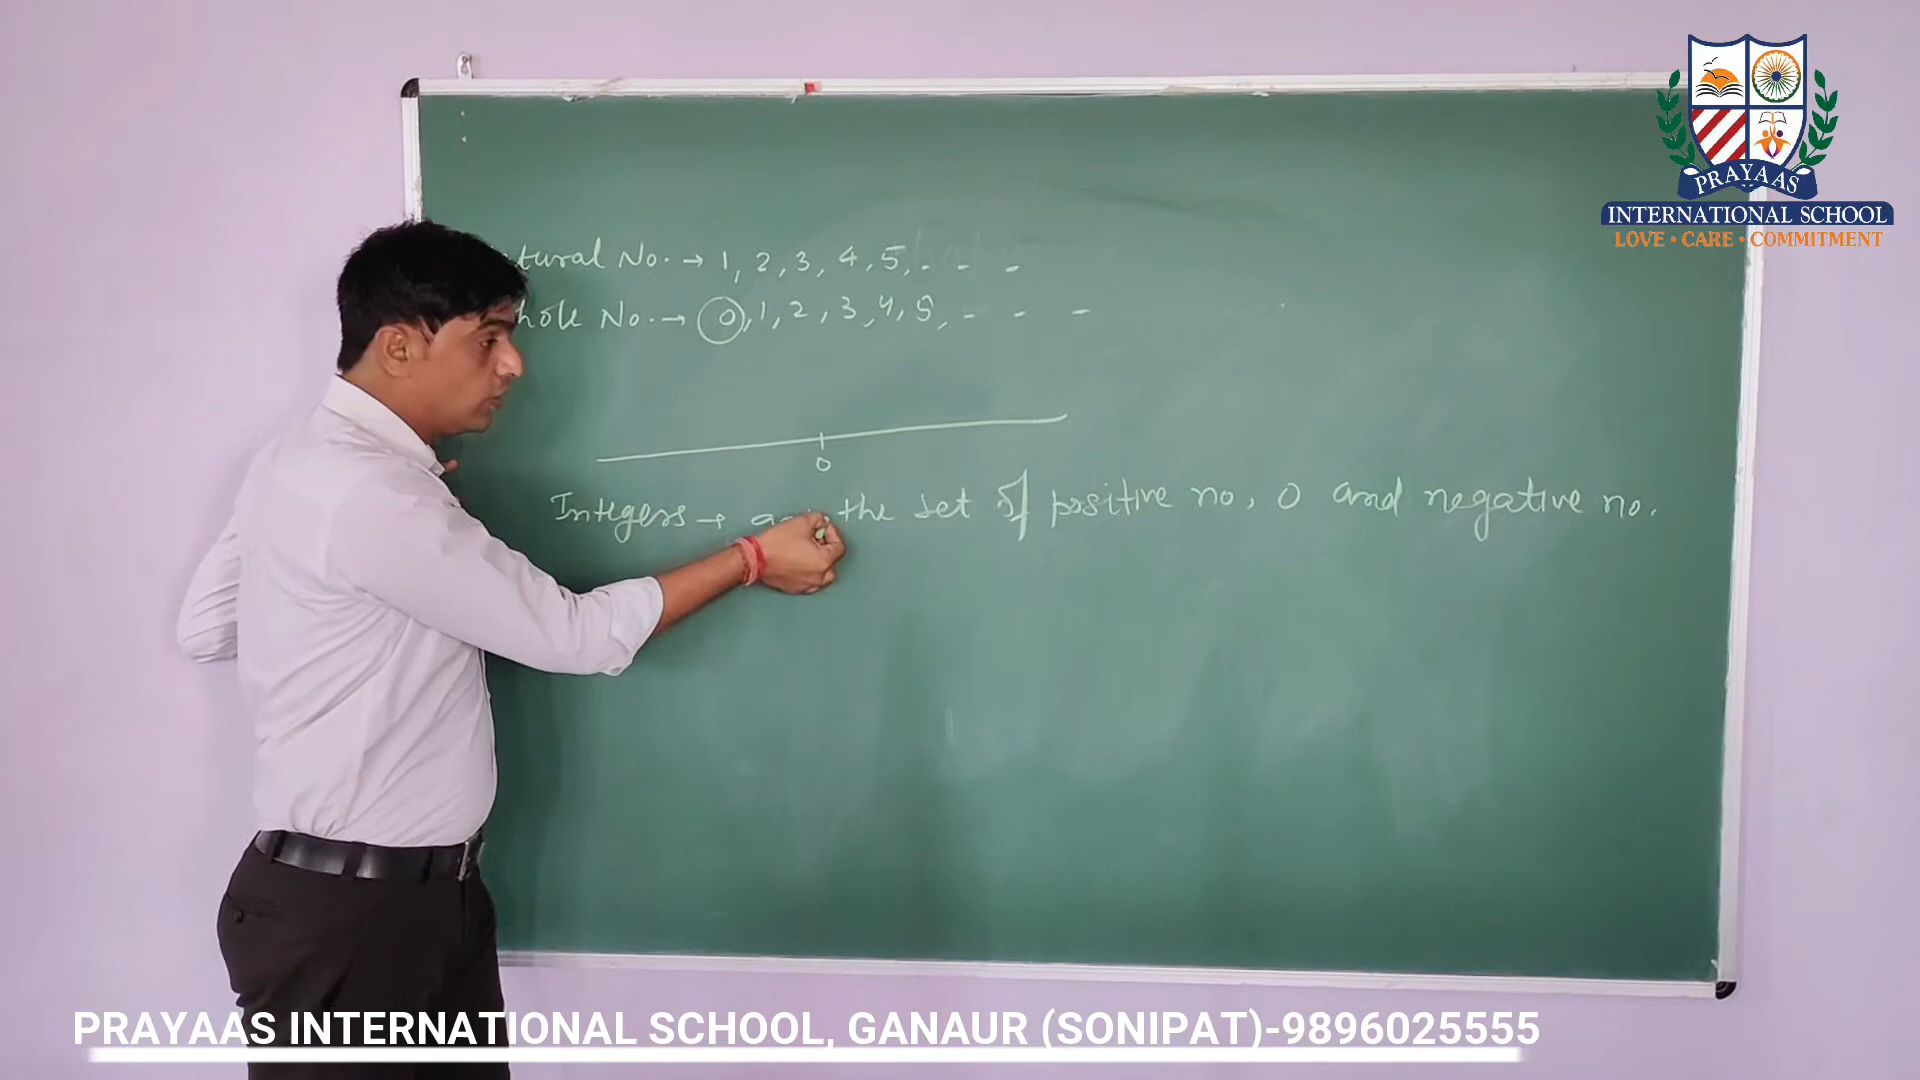 tural No. → 1, 2, 3, 4, 5, - - -
hole No. → 0, 1, 2, 3, 4, 5, - - -
0
Integers → the set of positive no, 0 and negative no.
PRAYAAS
INTERNATIONAL SCHOOL
LOVE • CARE • COMMITMENT
PRAYAAS INTERNATIONAL SCHOOL, GANAUR (SONIPAT)-9896025555